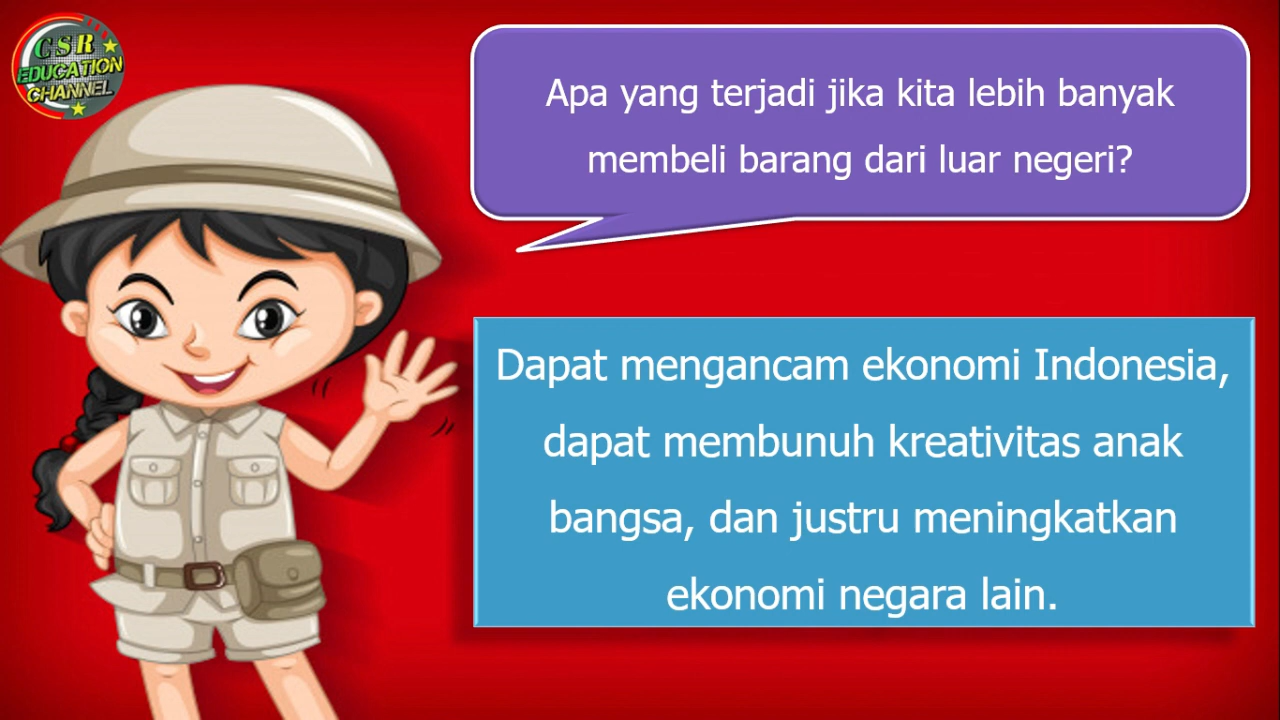 CSR
EDUCATION
CHANNEL
Apa yang terjadi jika kita lebih banyak
membeli barang dari luar negeri?
Dapat mengancam ekonomi Indonesia,
dapat membunuh kreativitas anak
bangsa, dan justru meningkatkan
ekonomi negara lain.